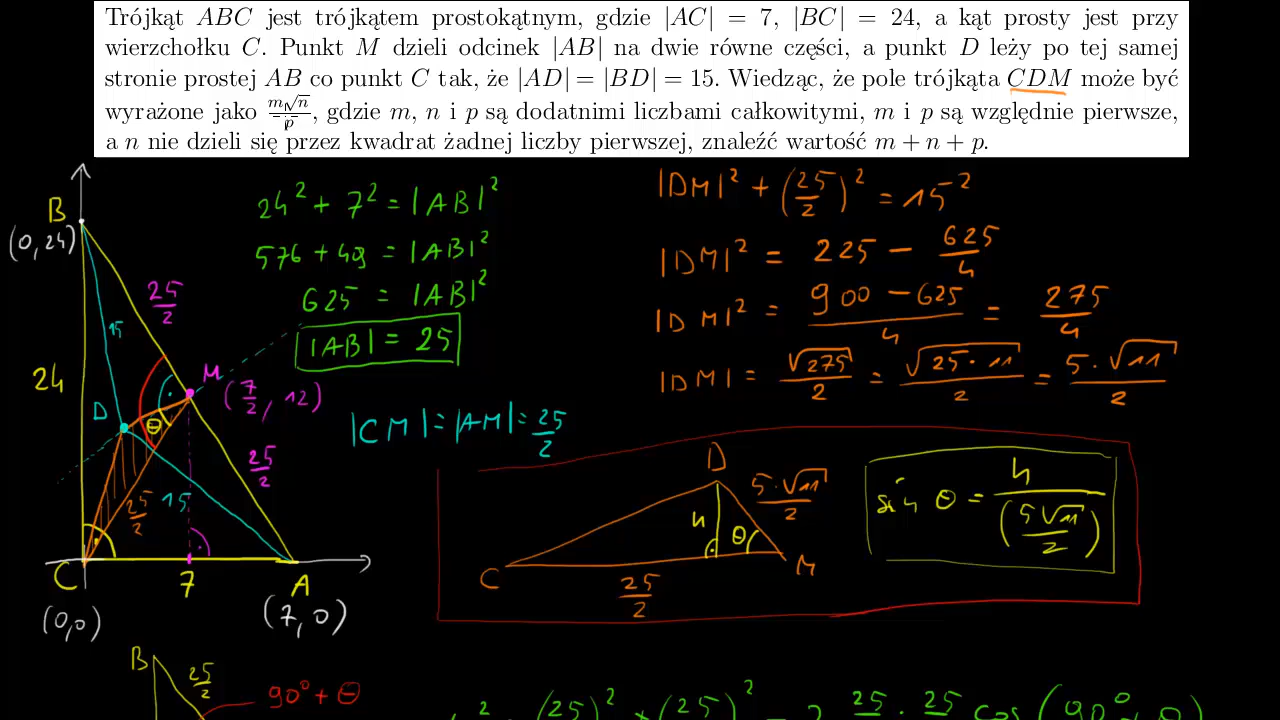 Trójkąt ABC jest trójkątem prostokątnym, gdzie |AC| = 7, |BC| = 24, a kąt prosty jest przy
wierzchołku C. Punkt M dzieli odcinek |AB| na dwie równe części, a punkt D leży po tej samej
stronie prostej AB co punkt C tak, że |AD| = |BD| = 15. Wiedząc, że pole trójkąta CDM może być
wyrażone jako m√n/p, gdzie m, n i p są dodatnimi liczbami całkowitymi, m i p są względnie pierwsze,
a n nie dzieli się przez kwadrat żadnej liczby pierwszej, znaleźć wartość m + n + p.
B
(0,24)
25/2
15
24
M
(7/2, 12)
D
θ
25/2
25/2
15
C
7
A
(0,0)
(7,0)
24² + 7² = |AB|²
576 + 49 = |AB|²
625 = |AB|²
|AB| = 25
|CM| = |AM| = 25/2
|DM|² + (25/2)² = 15²
|DM|² = 225 − 625/4
|DM|² = (900 − 625)/4 = 275/4
|DM| = √275/2 = √(25·11)/2 = 5·√11/2
D
5·√11/2
h
θ
C
25/2
M
sin θ = h/(5√11/2)
B
25/2
90° + θ